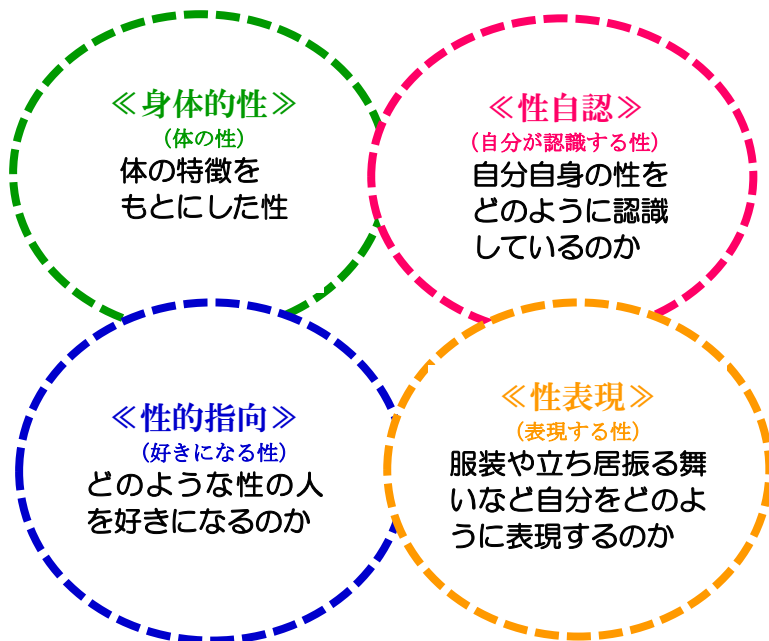 ≪身体的性≫
（体の性）
体の特徴を
もとにした性
≪性自認≫
（自分が認識する性）
自分自身の性を
どのように認識
しているのか
≪性的指向≫
（好きになる性）
どのような性の人
を好きになるのか
≪性表現≫
（表現する性）
服装や立ち居振る舞
いなど自分をどのよ
うに表現するのか